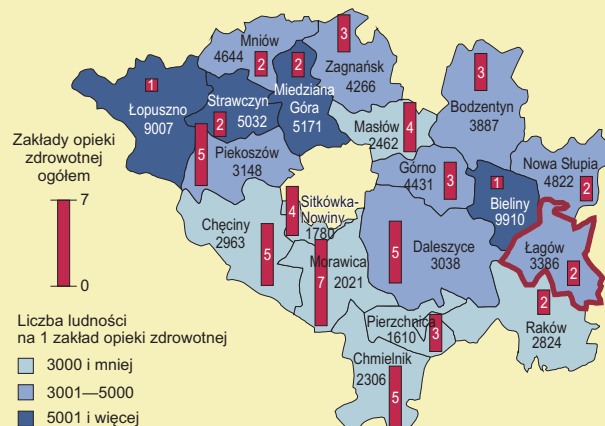 Mniów
4644
2
3
Zagnańsk
4266
2
Miedziana
Góra
5171
1
Łopuszno
9007
Strawczyn
5032
2
3
Bodzentyn
3887
Masłów
2462
4
Zakłady opieki
zdrowotnej
ogółem
7
0
5
Piekoszów
3148
Górno
4431
3
1
Bieliny
9910
Nowa Słupia
4822
2
Chęciny
2963
5
4
Sitkówka-
Nowiny
1780
Morawica
2021
7
5
Daleszyce
3038
Łagów
3386
2
Pierzchnica
1610
3
2
Raków
2824
Chmielnik
2306
5
Liczba ludności
na 1 zakład opieki zdrowotnej
3000 i mniej
3001—5000
5001 i więcej